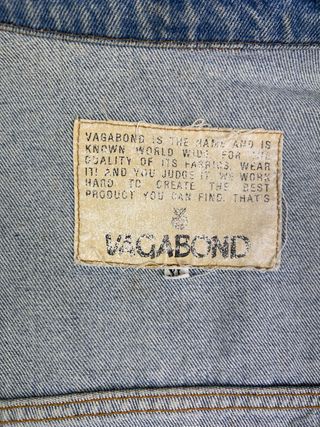 VAGABOND IS THE NAME AND IS
KNOWN WORLD WIDE FOR THE
QUALITY OF ITS FABRICS, WEAR
IT! AND YOU JUDGE IT. WE WORK
HARD TO CREATE THE BEST
PRODUCT YOU CAN FIND. THAT'S
VAGABOND
XL